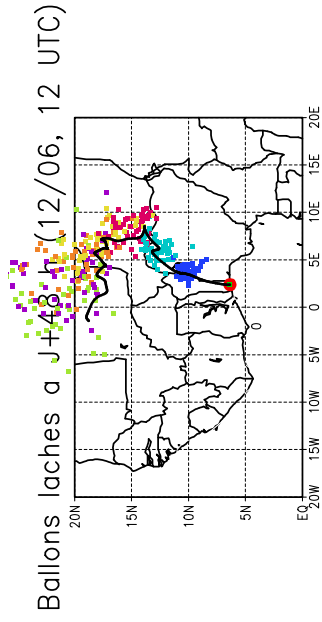 Ballons laches a J+48 h (12/06, 12 UTC)
20N
15N
10N
5N
EQ
0
20W 15W 10W 5W 0 5E 10E 15E 20E